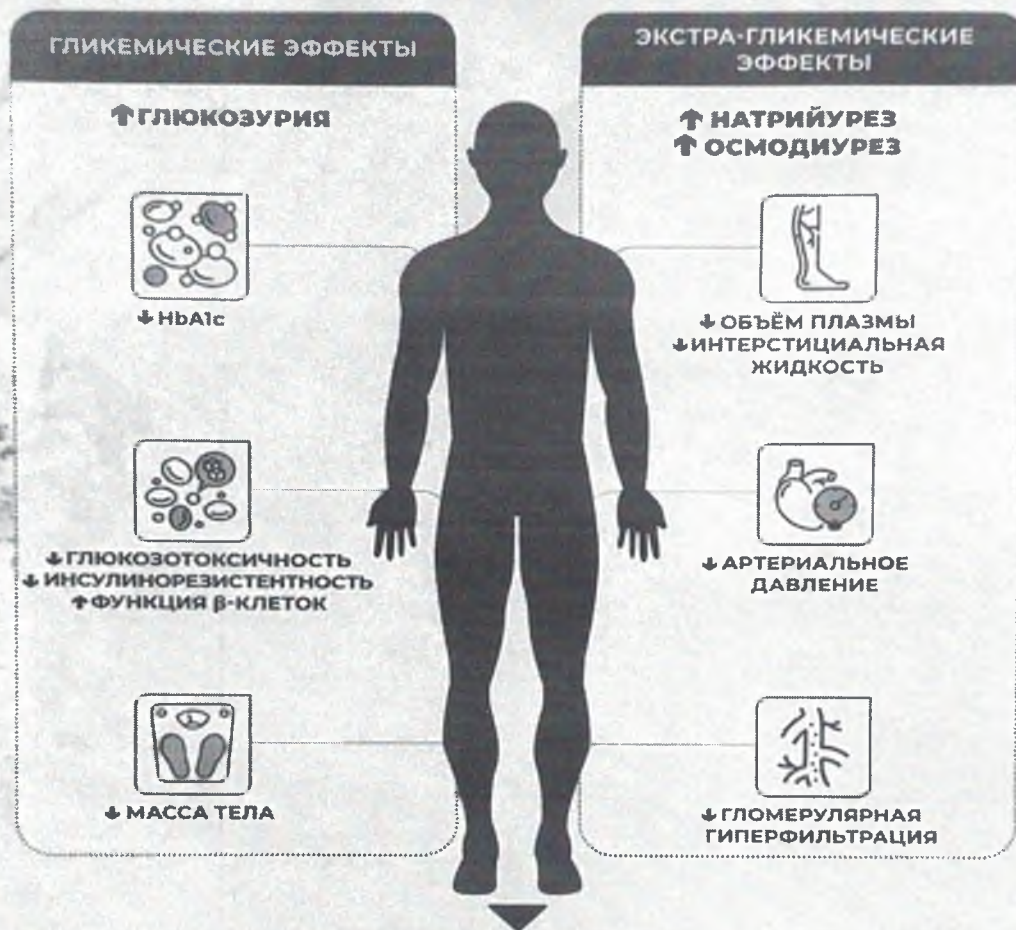 ГЛИКЕМИЧЕСКИЕ ЭФФЕКТЫ
↑ ГЛЮКОЗУРИЯ
↓ HbA1c
↓ ГЛЮКОЗОТОКСИЧНОСТЬ
↓ ИНСУЛИНОРЕЗИСТЕНТНОСТЬ
↑ ФУНКЦИЯ β-КЛЕТОК
↓ МАССА ТЕЛА
ЭКСТРА-ГЛИКЕМИЧЕСКИЕ
ЭФФЕКТЫ
↑ НАТРИЙУРЕЗ
↑ ОСМОДИУРЕЗ
↓ ОБЪЁМ ПЛАЗМЫ
↓ ИНТЕРСТИЦИАЛЬНАЯ
ЖИДКОСТЬ
↓ АРТЕРИАЛЬНОЕ
ДАВЛЕНИЕ
↓ ГЛОМЕРУЛЯРНАЯ
ГИПЕРФИЛЬТРАЦИЯ